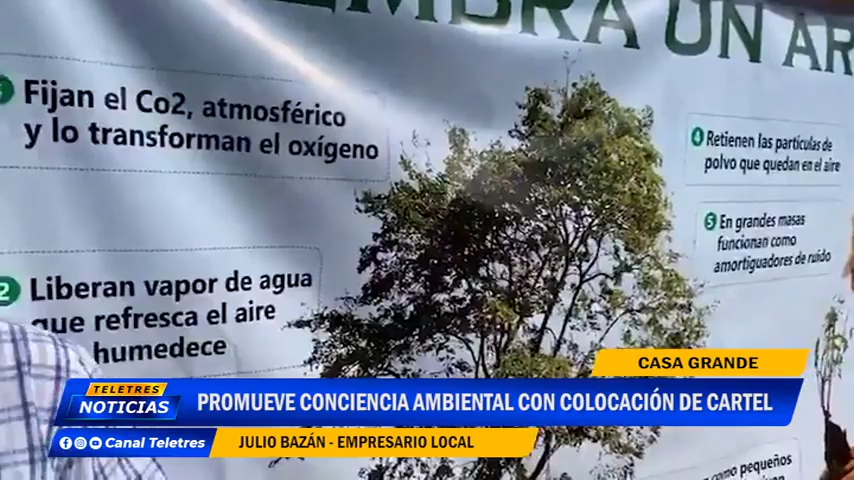 EMBRA UN AR
Fijan el Co2, atmosférico
y lo transforman el oxígeno
4 Retienen las partículas de
polvo que quedan en el aire
5 En grandes masas
funcionan como
amortiguadores de ruido
2 Liberan vapor de agua
que refresca el aire
humedece
CASA GRANDE
TELETRES
NOTICIAS
PROMUEVE CONCIENCIA AMBIENTAL CON COLOCACIÓN DE CARTEL
Canal Teletres
JULIO BAZÁN - EMPRESARIO LOCAL
como pequeños